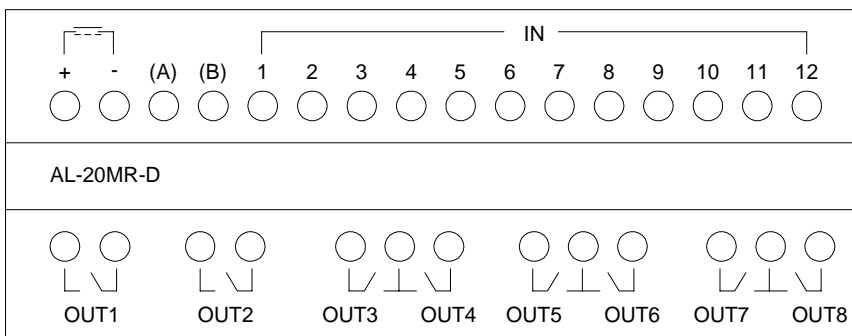 IN
+ - (A) (B) 1 2 3 4 5 6 7 8 9 10 11 12
AL-20MR-D
OUT1 OUT2 OUT3 OUT4 OUT5 OUT6 OUT7 OUT8